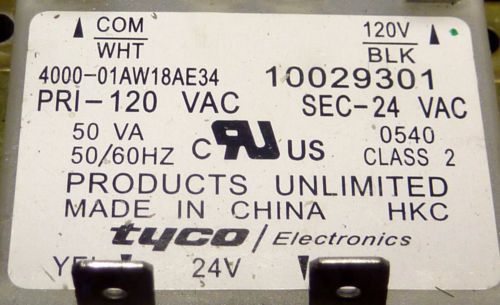 COM 120V
WHT BLK
4000-01AW18AE34 10029301
PRI-120 VAC SEC-24 VAC
50 VA 0540
50/60HZ C RU US CLASS 2
PRODUCTS UNLIMITED
MADE IN CHINA HKC
tyco / Electronics
24V